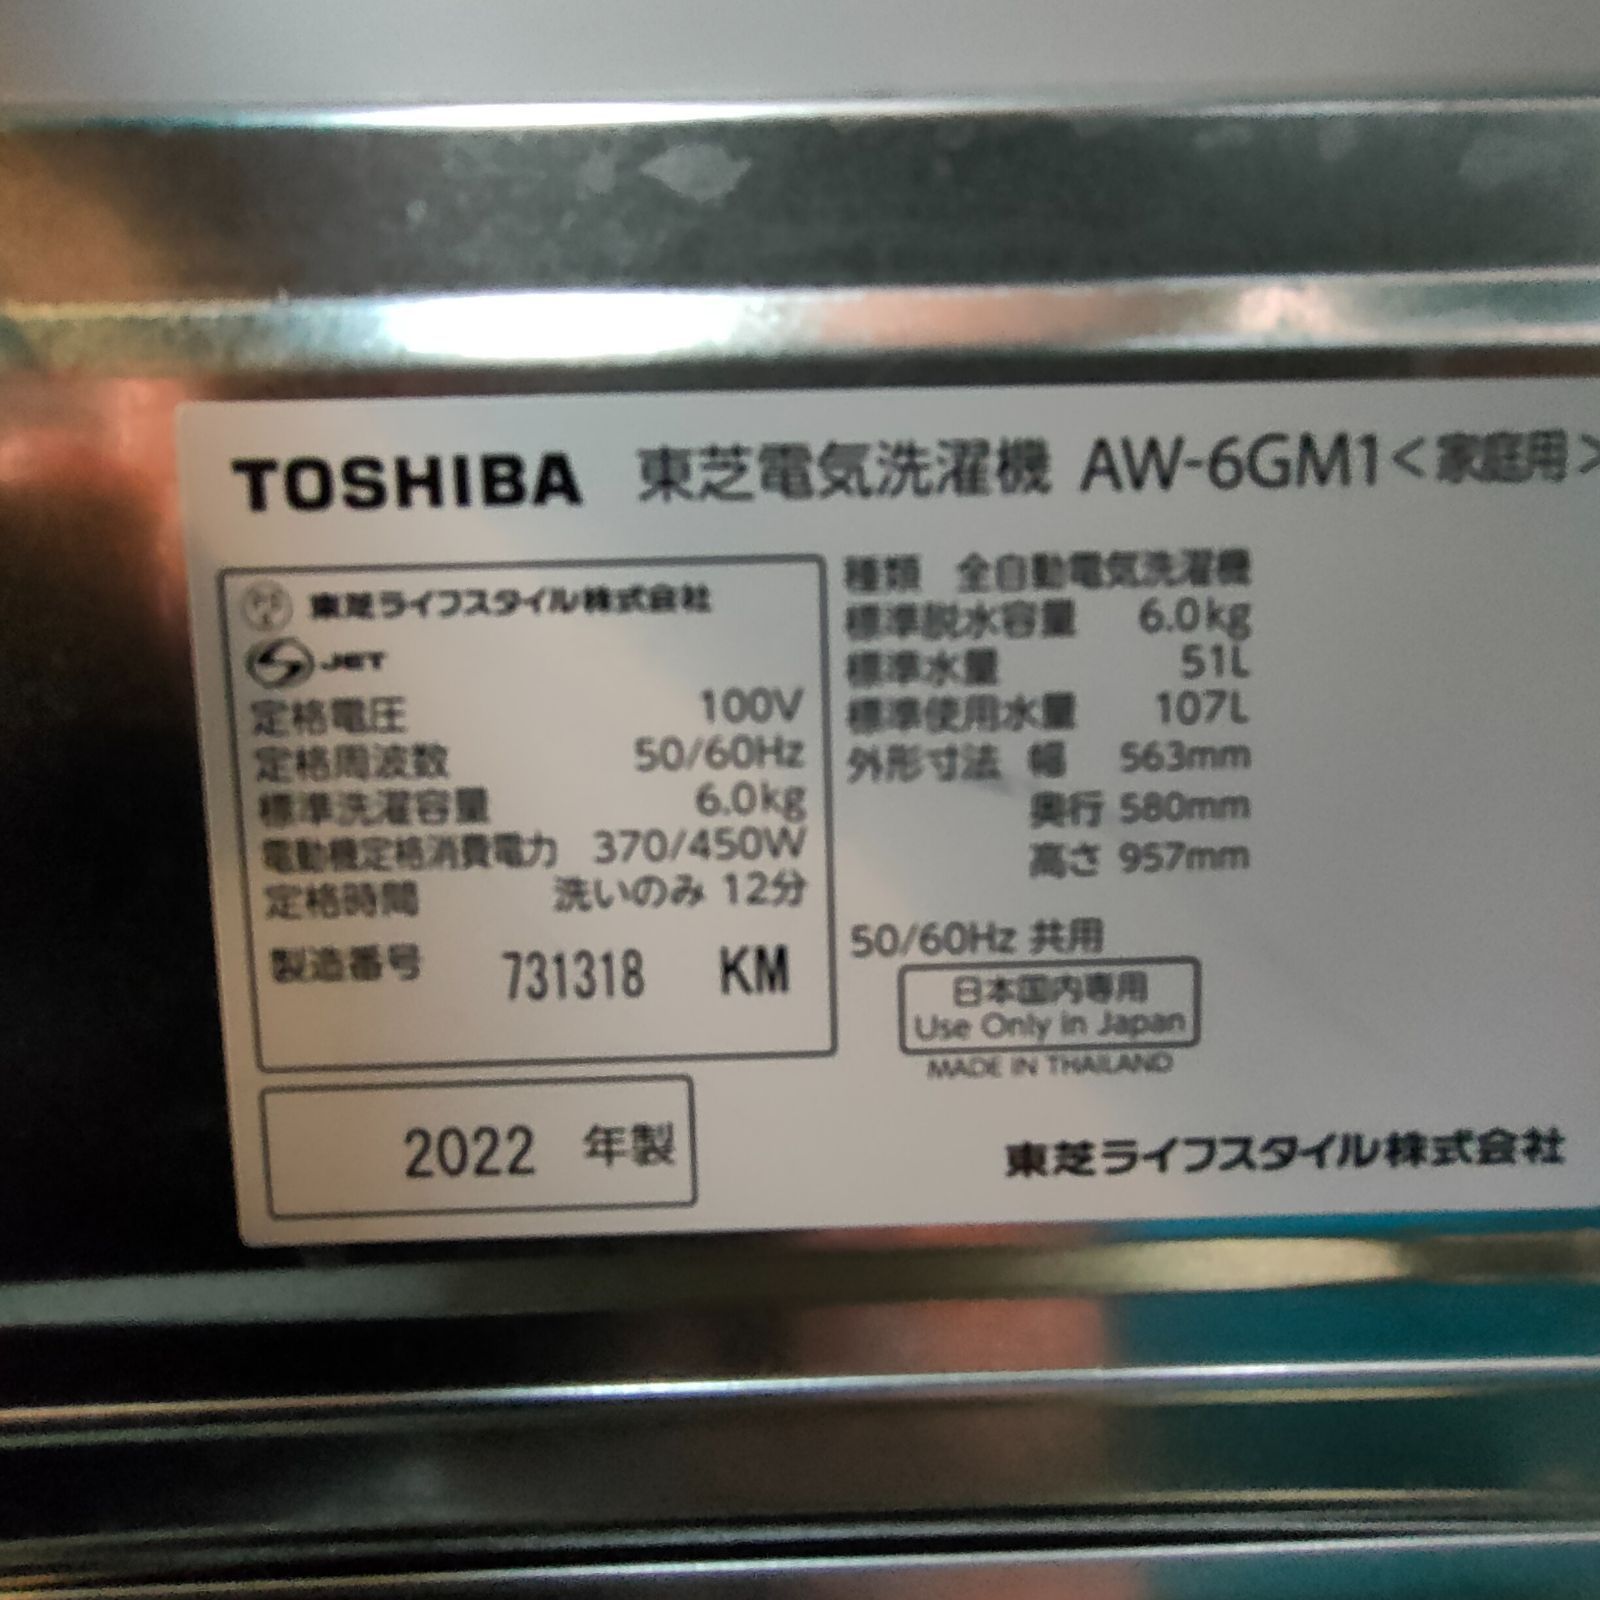 TOSHIBA 東芝電気洗濯機 AW-6GM1<家庭用>
東芝ライフスタイル株式会社
JET
定格電圧 100V
定格周波数 50/60Hz
標準洗濯容量 6.0kg
電動機定格消費電力 370/450W
定格時間 洗いのみ 12分
製造番号 731318 KM
2022 年製
種類 全自動電気洗濯機
標準脱水容量 6.0kg
標準水量 51L
標準使用水量 107L
外形寸法 幅 563mm
奥行 580mm
高さ 957mm
50/60Hz 共用
日本国内専用
Use Only in Japan
MADE IN THAILAND
東芝ライフスタイル株式会社